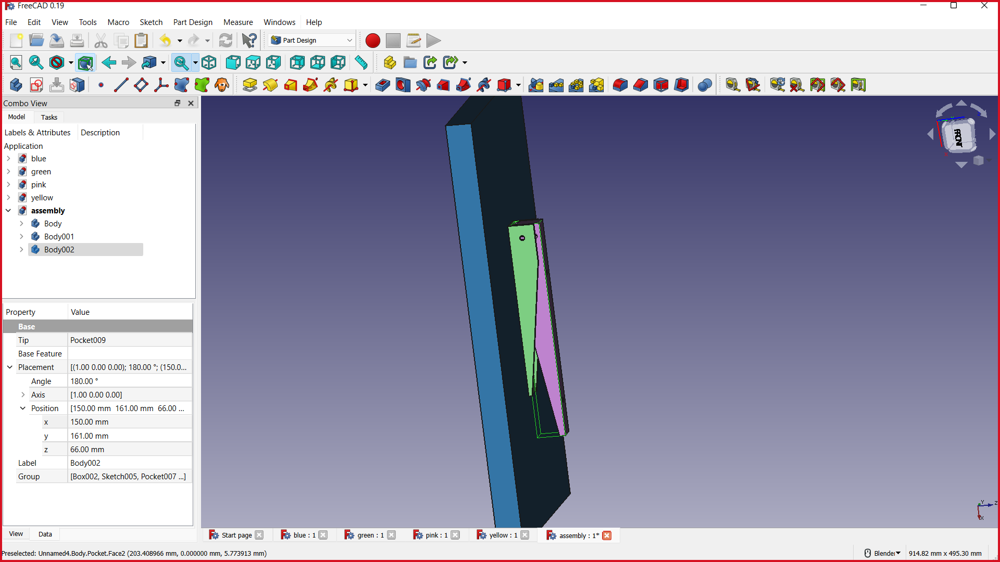 FreeCAD 0.19
File Edit View Tools Macro Sketch Part Design Measure Windows Help
Part Design
Combo View
Model Tasks
Labels & Attributes Description
Application
blue
green
pink
yellow
assembly
Body
Body001
Body002
FRONT
Property Value
Base
Tip Pocket009
Base Feature
Placement [(1.00 0.00 0.00); 180.00 °; (150.0...
Angle 180.00 °
Axis [1.00 0.00 0.00]
Position [150.00 mm 161.00 mm 66.00 ...
x 150.00 mm
y 161.00 mm
z 66.00 mm
Label Body002
Group [Box002, Sketch005, Pocket007 ...]
Y
Z
X
View Data
Start page blue : 1 green : 1 pink : 1 yellow : 1 assembly : 1*
Preselected: Unnamed4.Body.Pocket.Face2 (203.408966 mm, 0.000000 mm, 5.773913 mm)
Blender 914.82 mm x 495.30 mm